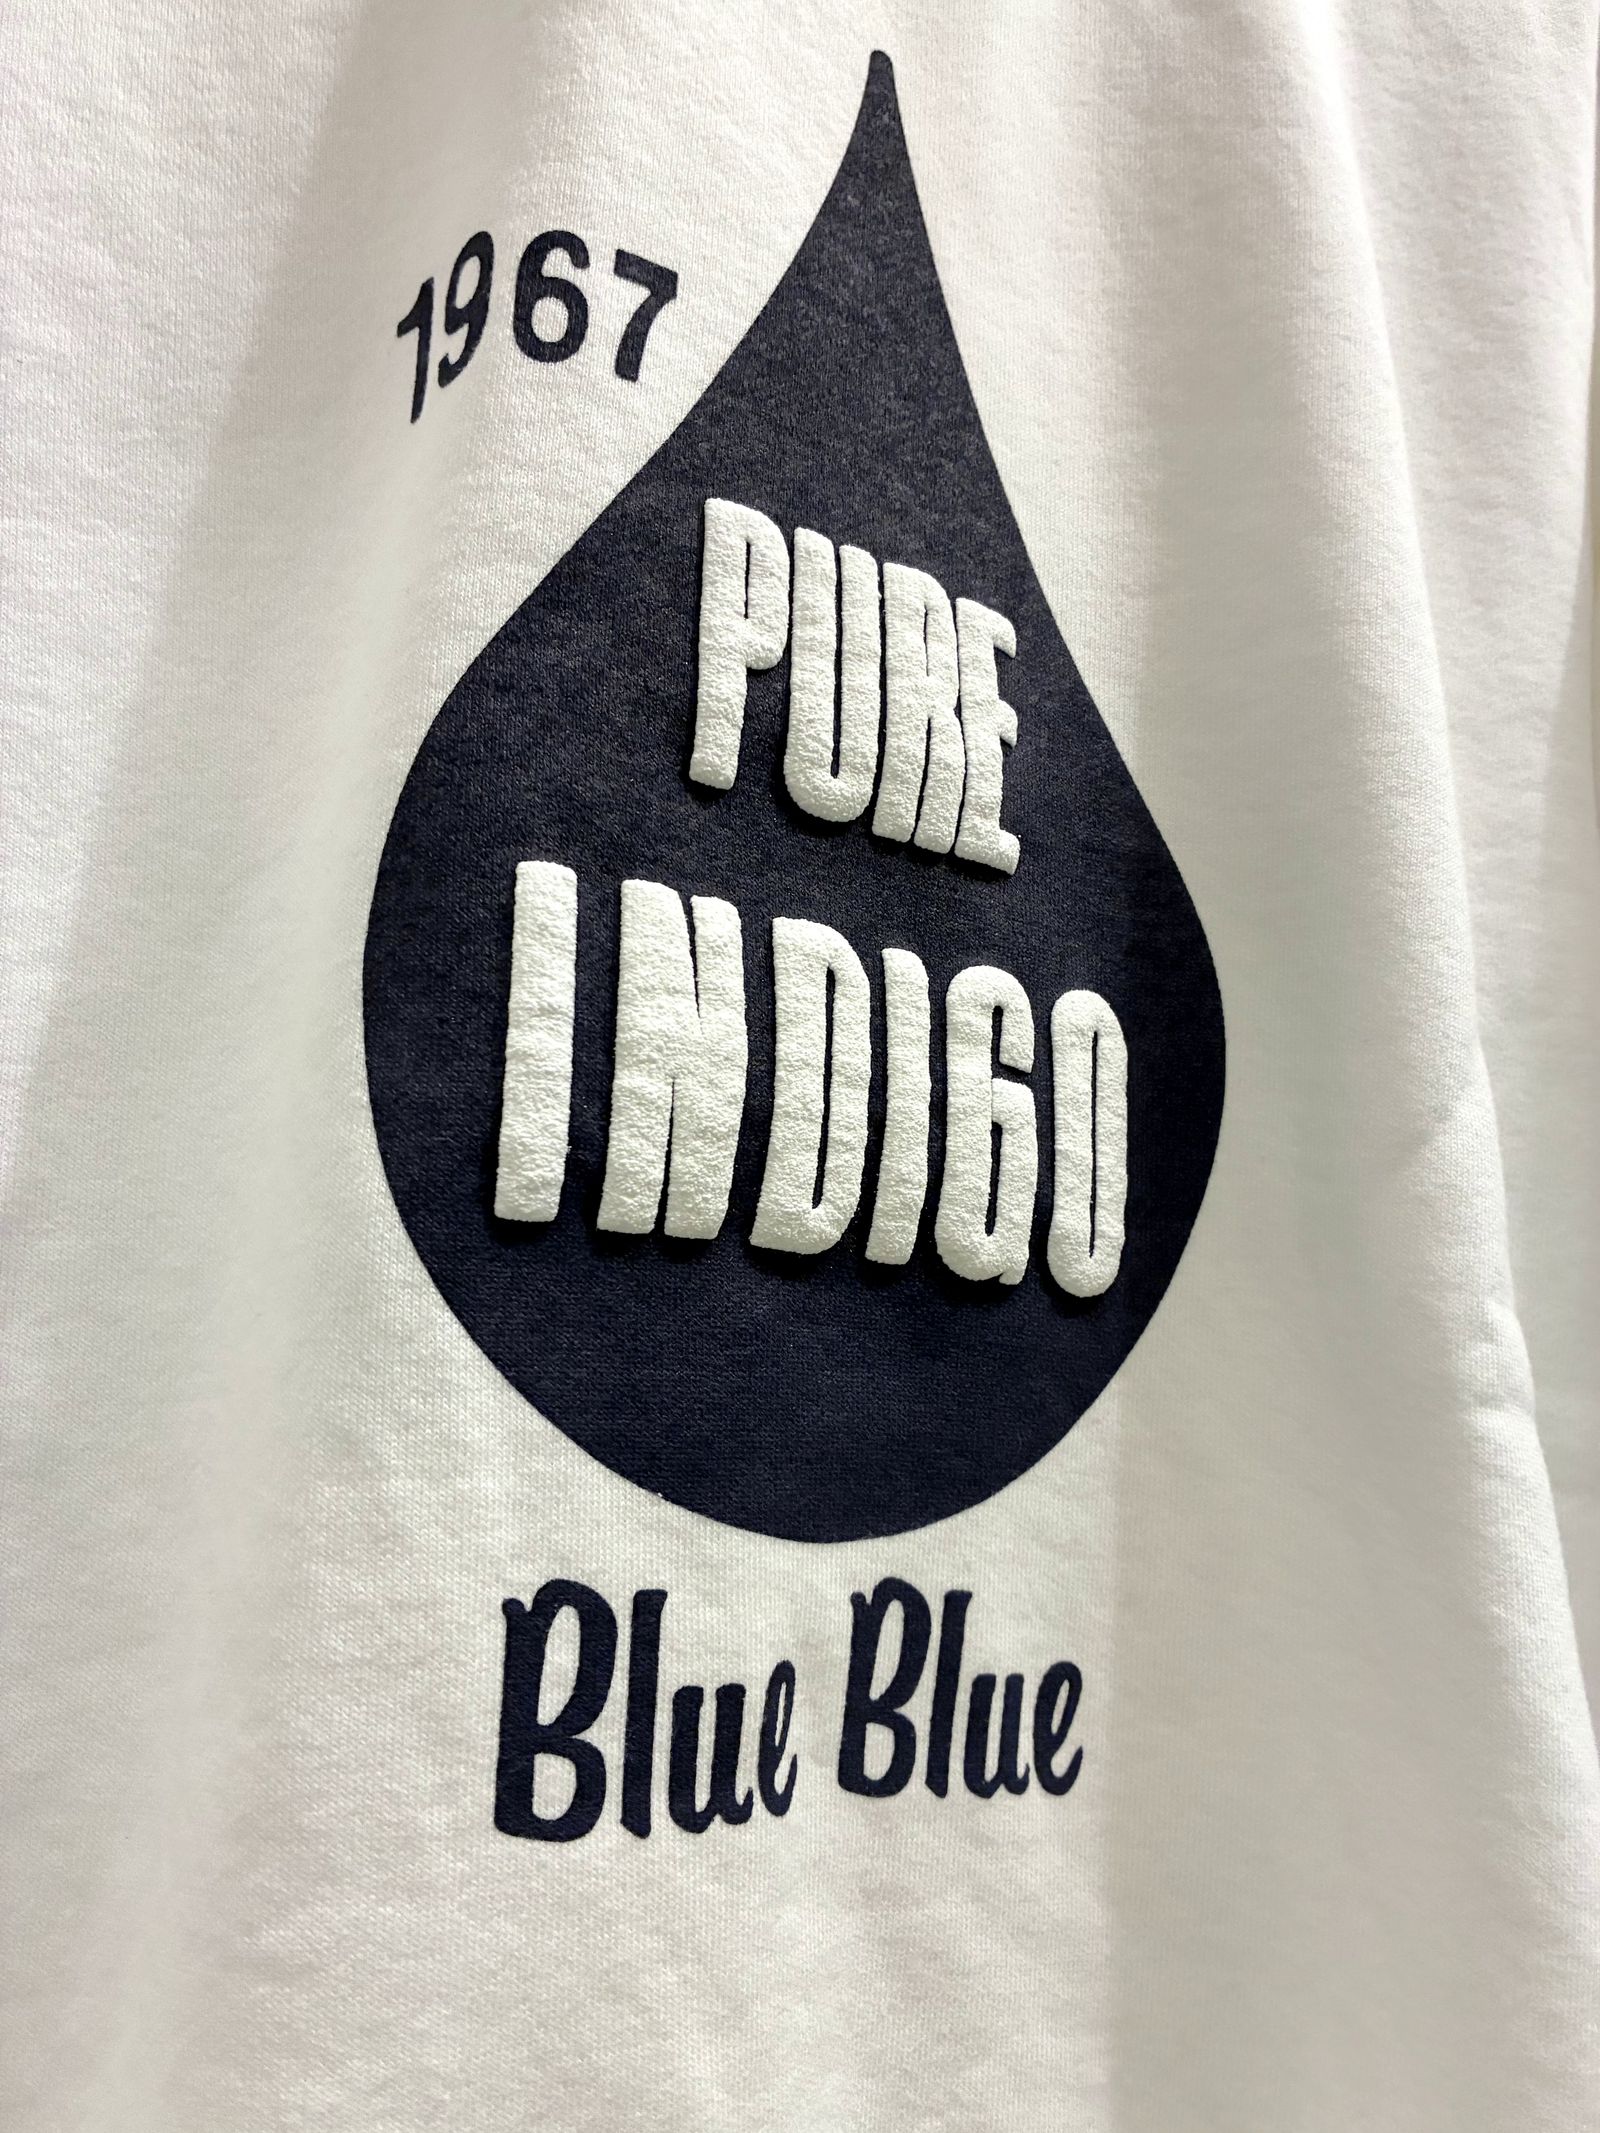 1967
PURE
INDIGO
Blue Blue